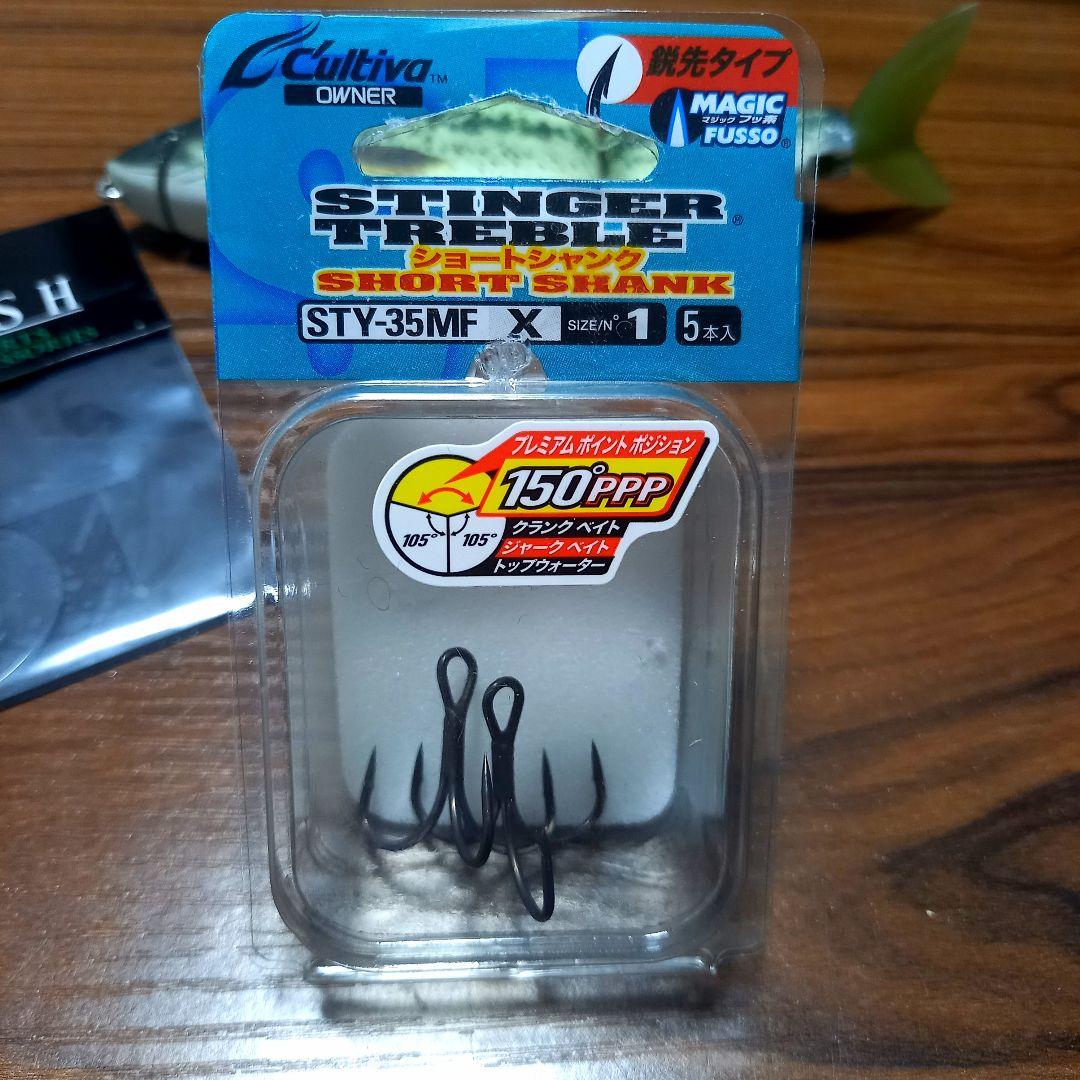 C'ultiva™
OWNER
鋭先タイプ
MAGIC
マジック フッ素
FUSSO®
STINGER®
TREBLE
ショートシャンク
SHORT SHANK
STY-35MF X SIZE/N° 1 5本入
プレミアム ポイント ポジション
150°PPP
105° 105°
クランク ベイト
ジャーク ベイト
トップウォーター
S H